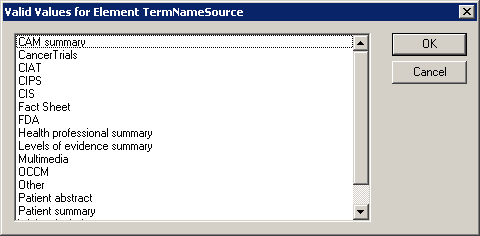 Valid Values for Element TermNameSource
CAM summary
CancerTrials
CIAT
CIPS
CIS
Fact Sheet
FDA
Health professional summary
Levels of evidence summary
Multimedia
OCCM
Other
Patient abstract
Patient summary
OK
Cancel